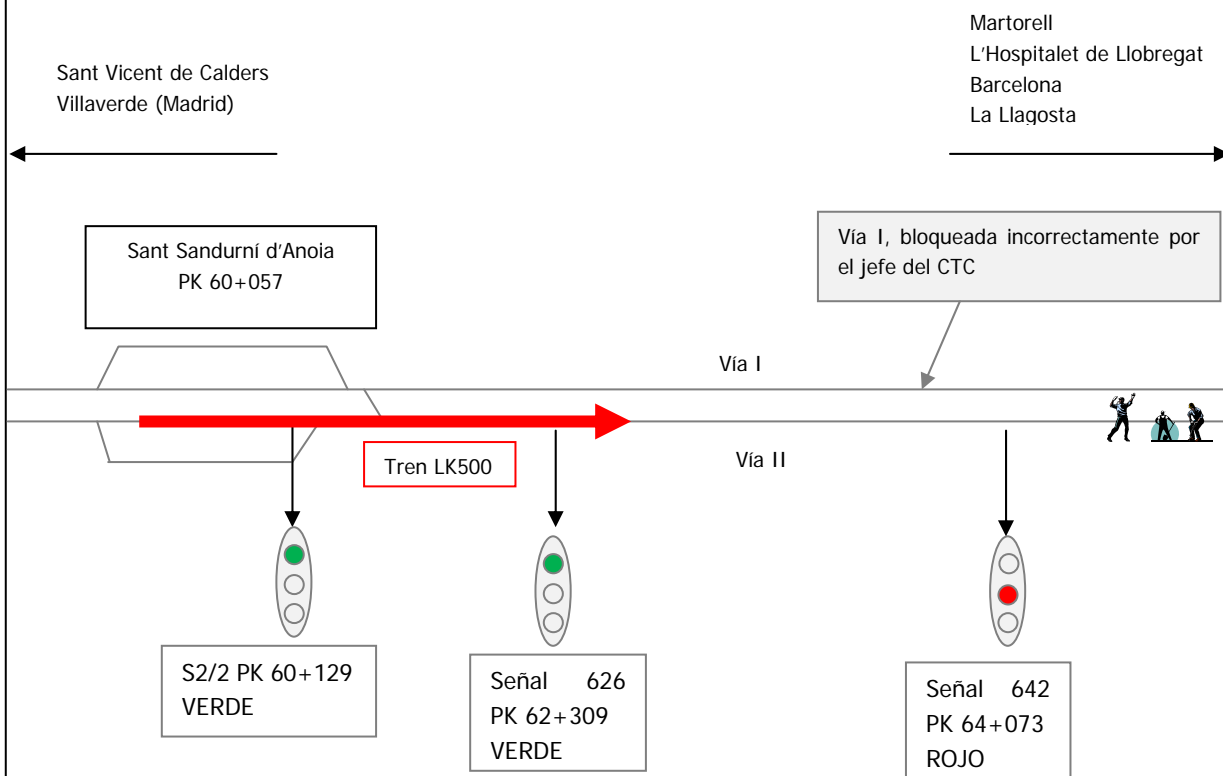 Sant Vicent de Calders
Villaverde (Madrid)
Martorell
L'Hospitalet de Llobregat
Barcelona
La Llagosta
Sant Sandurní d'Anoia
PK 60+057
Vía I, bloqueada incorrectamente por
el jefe del CTC
Vía I
Tren LK500
Vía II
S2/2 PK 60+129
VERDE
Señal 626
PK 62+309
VERDE
Señal 642
PK 64+073
ROJO